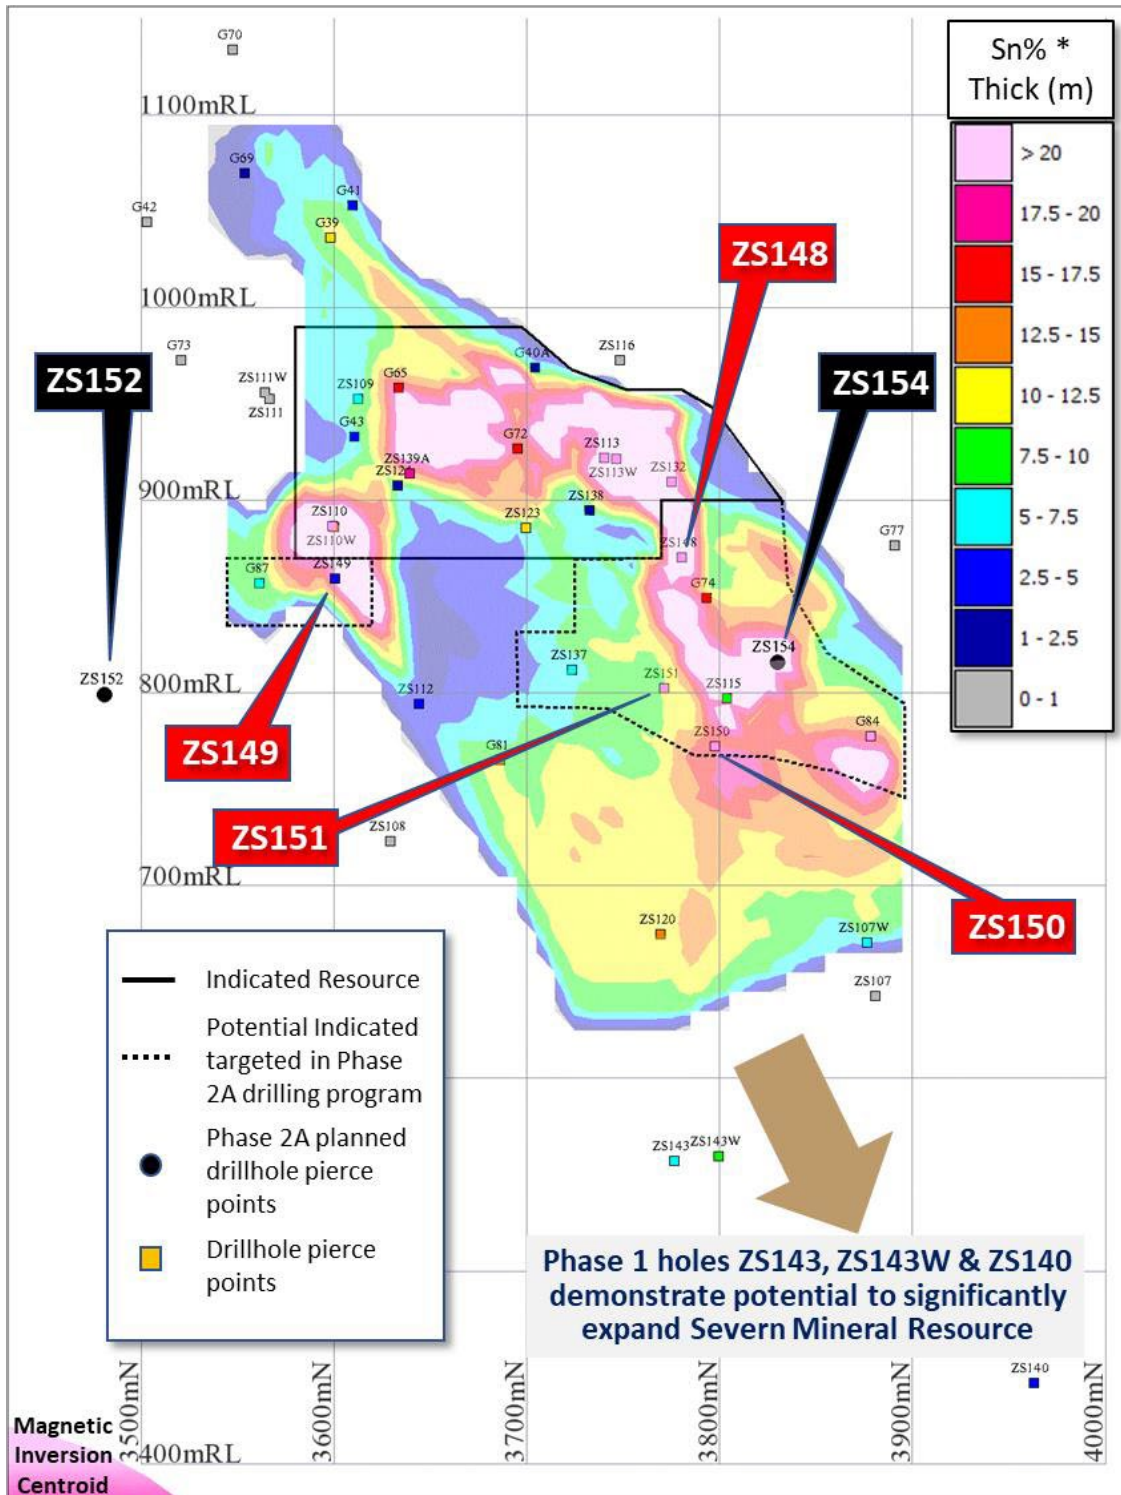 Sn% *
Thick (m)
> 20
17.5 - 20
15 - 17.5
12.5 - 15
10 - 12.5
7.5 - 10
5 - 7.5
2.5 - 5
1 - 2.5
0 - 1
G70
1100mRL
G69
G41
G42
G39
ZS148
1000mRL
G73
G40A
ZS116
ZS152
ZS154
ZS111W
ZS111
ZS109
G65
G43
G72
ZS113
ZS113W
ZS139A
ZS132
900mRL
ZS138
ZS110
ZS110W
ZS123
G77
ZS148
G87
ZS149
G74
ZS154
ZS152
ZS137
ZS151
800mRL
ZS112
ZS115
ZS149
G81
ZS150
G84
ZS151
ZS108
700mRL
ZS150
ZS120
ZS107W
ZS107
Indicated Resource
Potential Indicated
targeted in Phase
2A drilling program
Phase 2A planned
drillhole pierce
points
Drillhole pierce
points
ZS143
ZS143W
Phase 1 holes ZS143, ZS143W & ZS140
demonstrate potential to significantly
expand Severn Mineral Resource
ZS140
3500mN
3600mN
3700mN
3800mN
3900mN
4000mN
400mRL
Magnetic
Inversion
Centroid